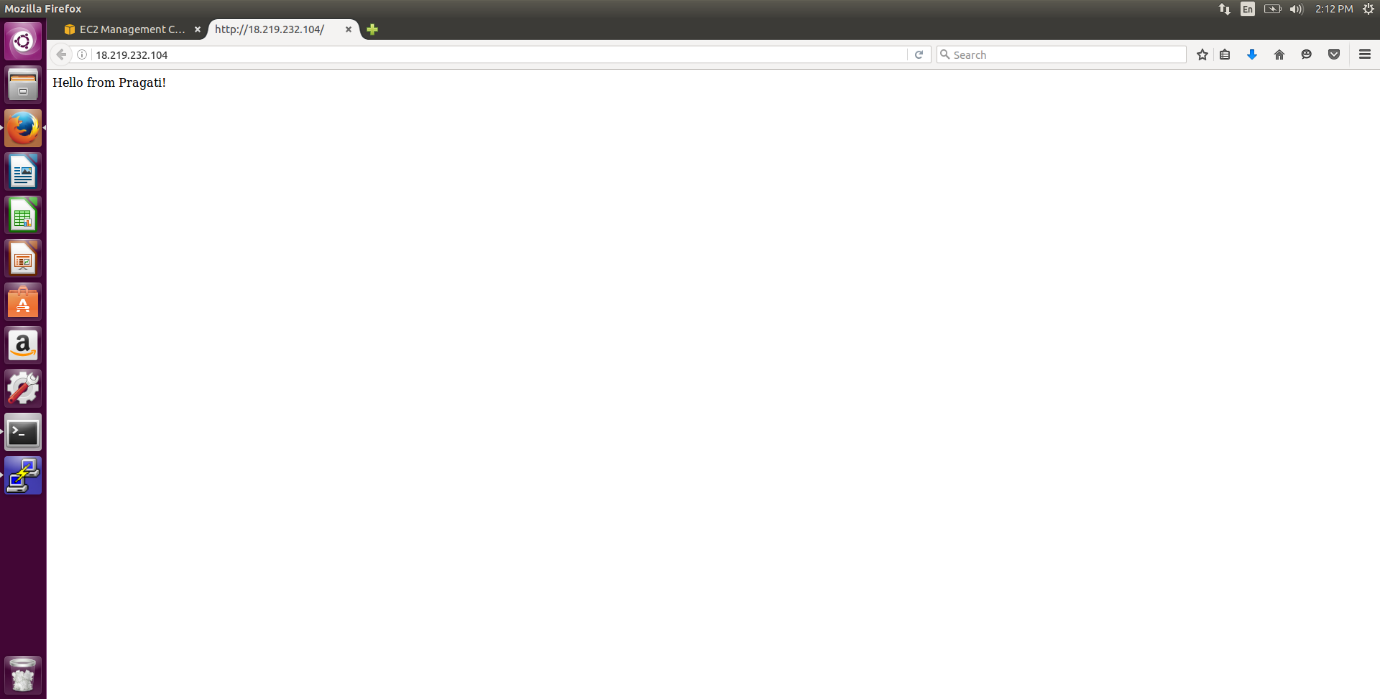 Mozilla Firefox
En
2:12 PM
EC2 Management C...
http://18.219.232.104/
18.219.232.104
Search
Hello from Pragati!